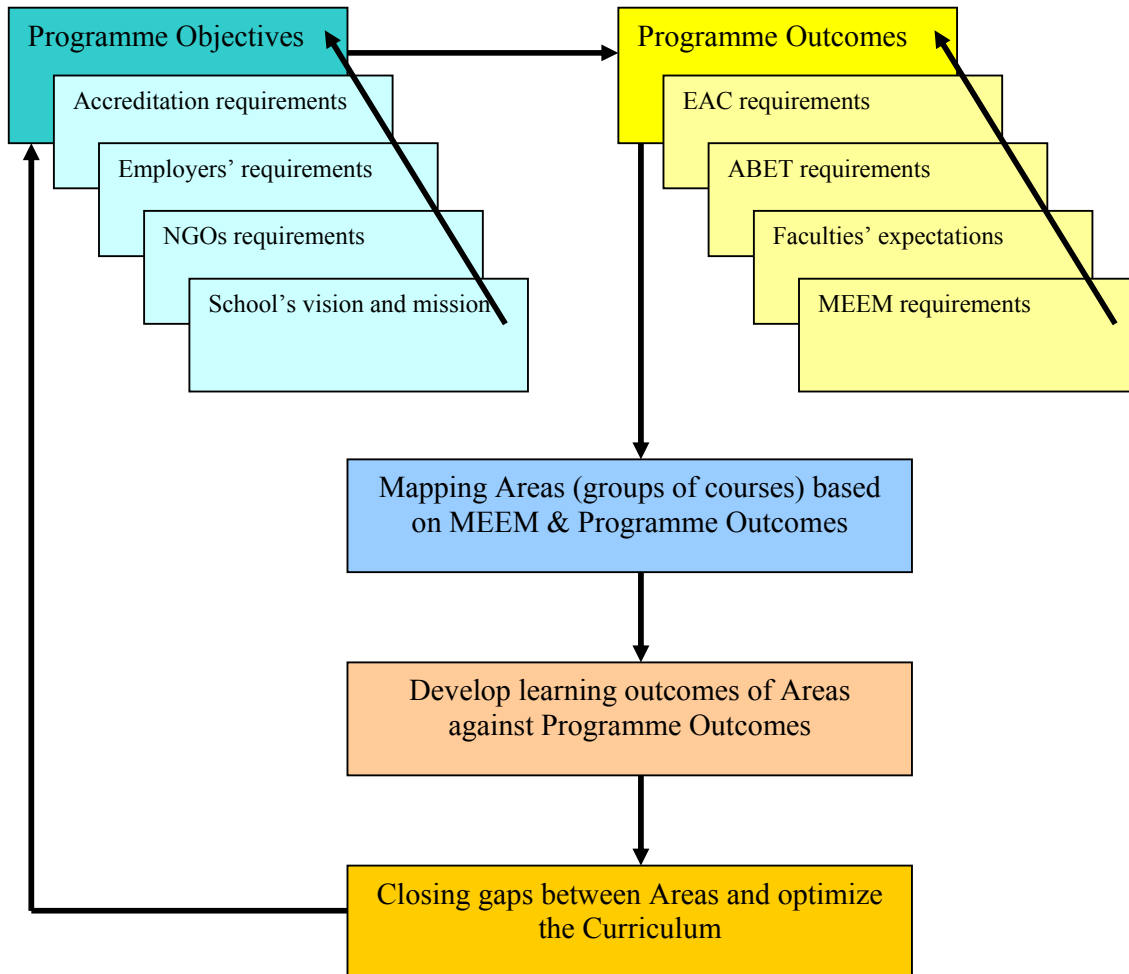 Programme Objectives
Accreditation requirements
Employers’ requirements
NGOs requirements
School’s vision and mission
Programme Outcomes
EAC requirements
ABET requirements
Faculties’ expectations
MEEM requirements
Mapping Areas (groups of courses) based
on MEEM & Programme Outcomes
Develop learning outcomes of Areas
against Programme Outcomes
Closing gaps between Areas and optimize
the Curriculum